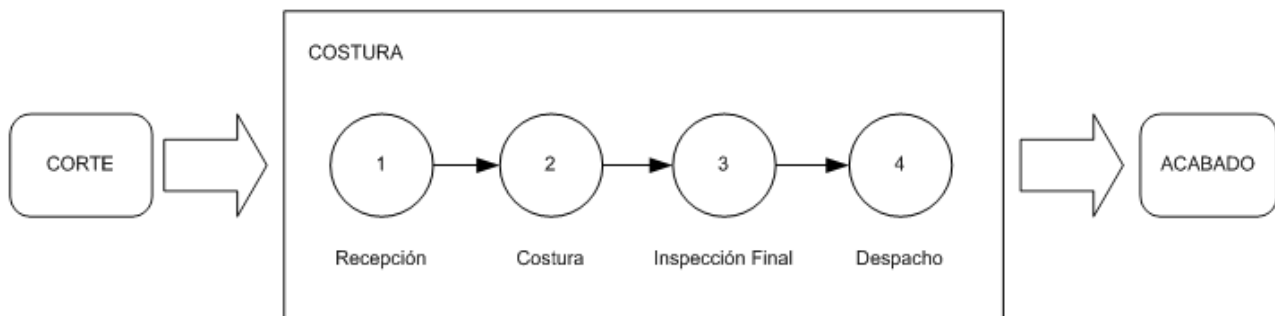 COSTURA
CORTE
1
2
3
4
ACABADO
Recepción
Costura
Inspección Final
Despacho